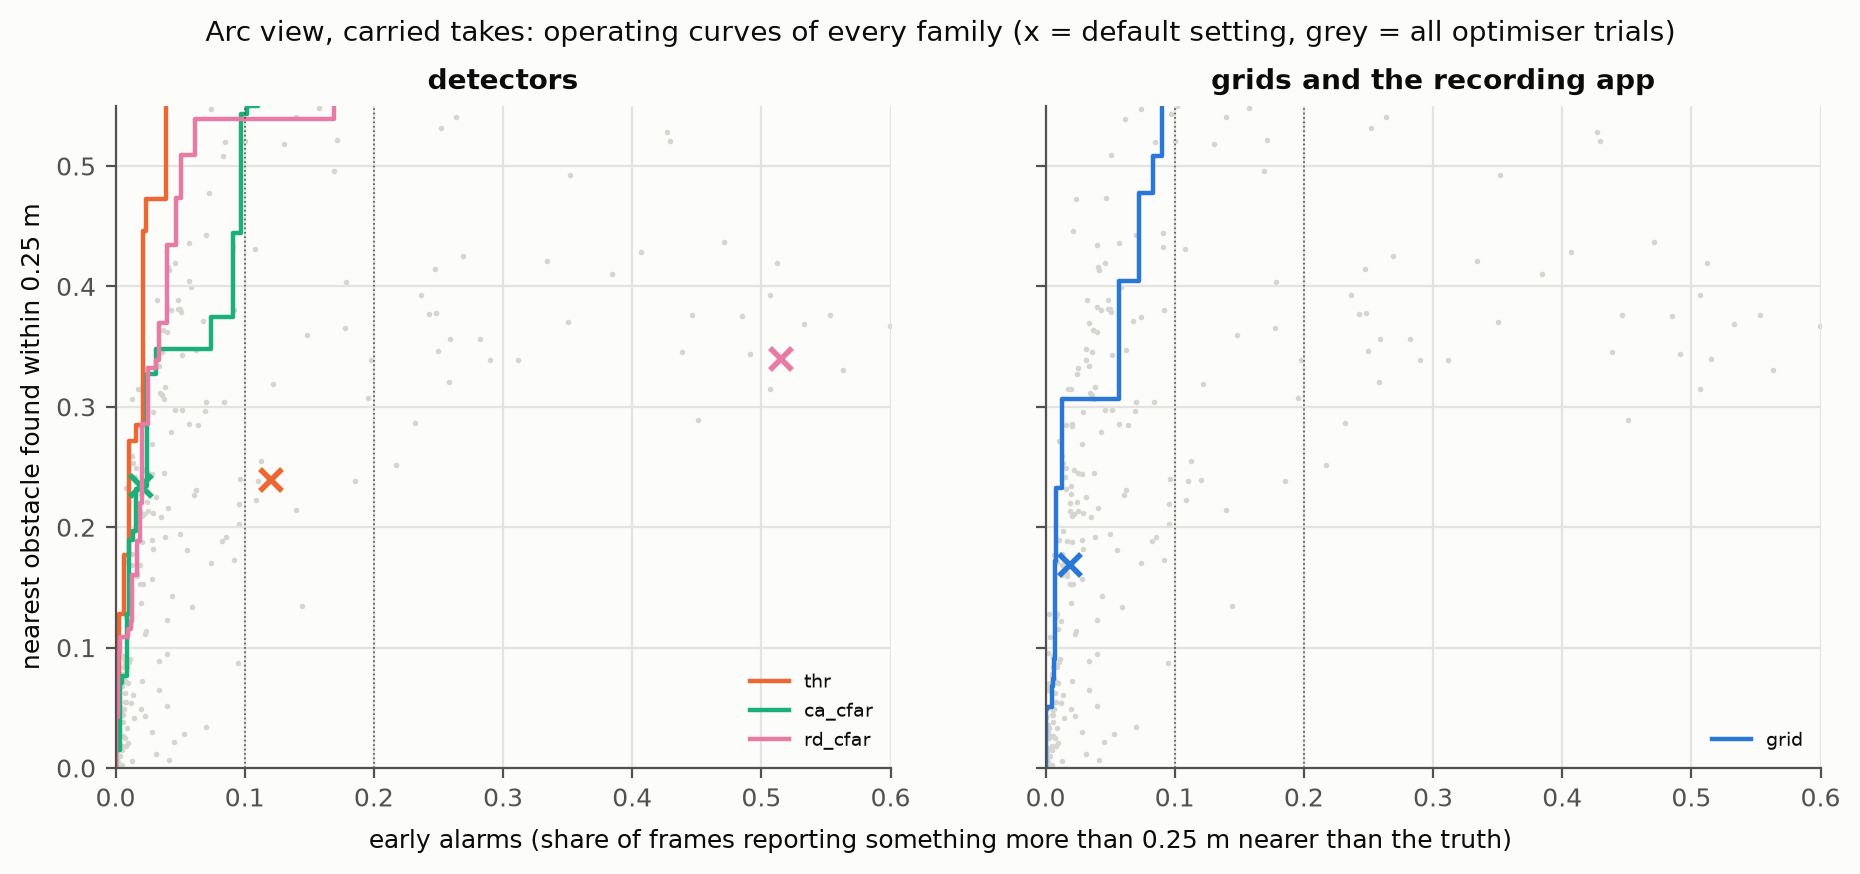 Arc view, carried takes: operating curves of every family (x = default setting, grey = all optimiser trials)
detectors
grids and the recording app
nearest obstacle found within 0.25 m
0.5
0.4
0.3
0.2
0.1
0.0
thr
ca_cfar
rd_cfar
grid
0.0 0.1 0.2 0.3 0.4 0.5 0.6
0.0 0.1 0.2 0.3 0.4 0.5 0.6
early alarms (share of frames reporting something more than 0.25 m nearer than the truth)